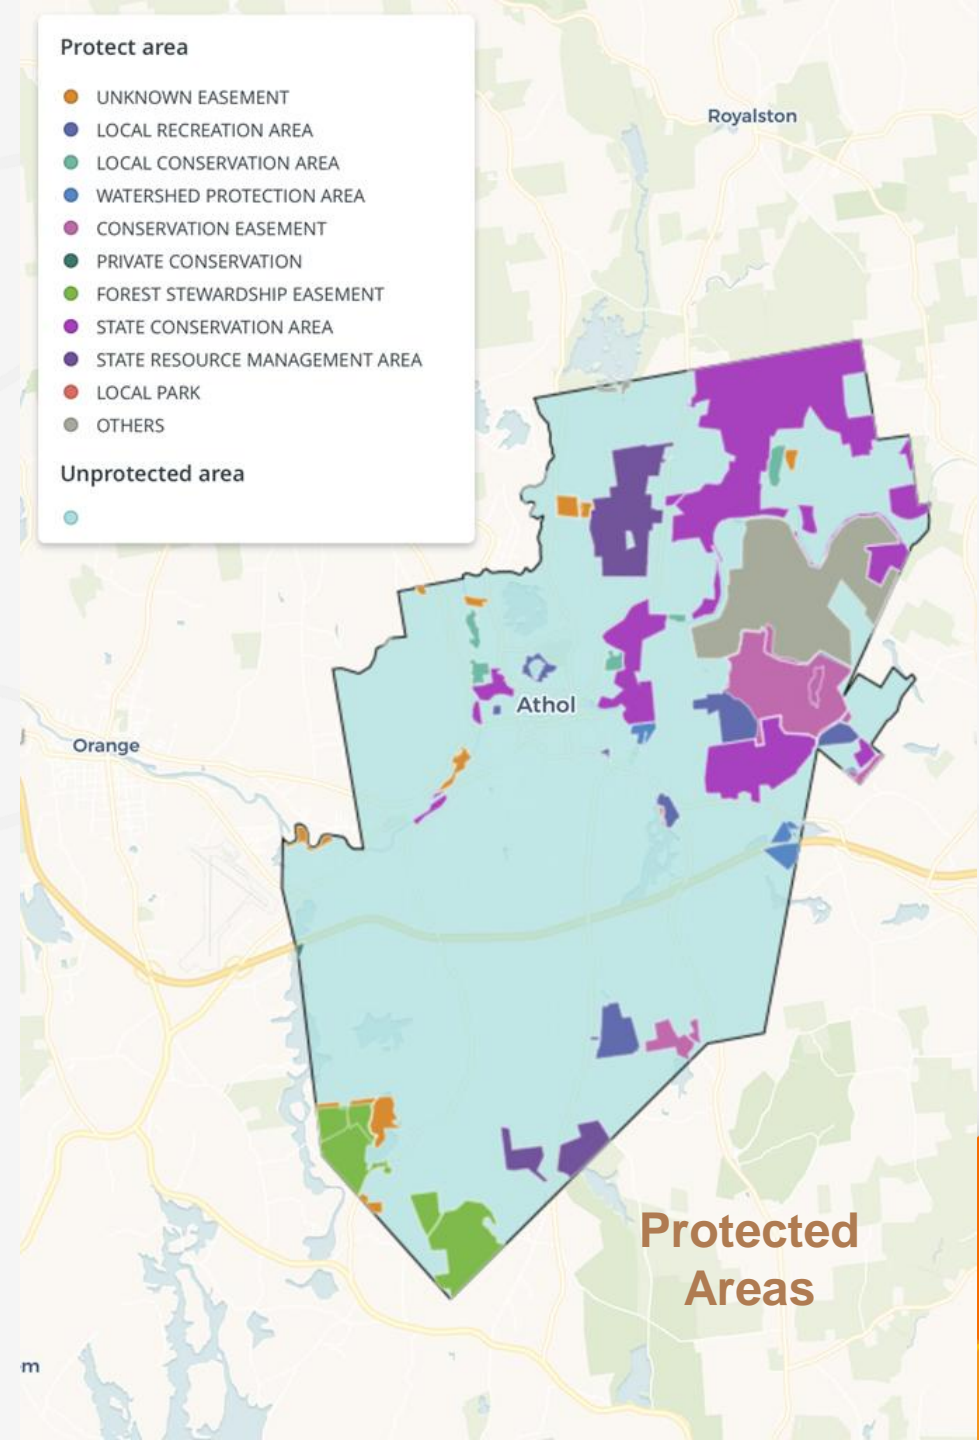 Protect area
UNKNOWN EASEMENT
LOCAL RECREATION AREA
LOCAL CONSERVATION AREA
WATERSHED PROTECTION AREA
CONSERVATION EASEMENT
PRIVATE CONSERVATION
FOREST STEWARDSHIP EASEMENT
STATE CONSERVATION AREA
STATE RESOURCE MANAGEMENT AREA
LOCAL PARK
OTHERS
Unprotected area
Royalston
Athol
Orange
Protected
Areas
m